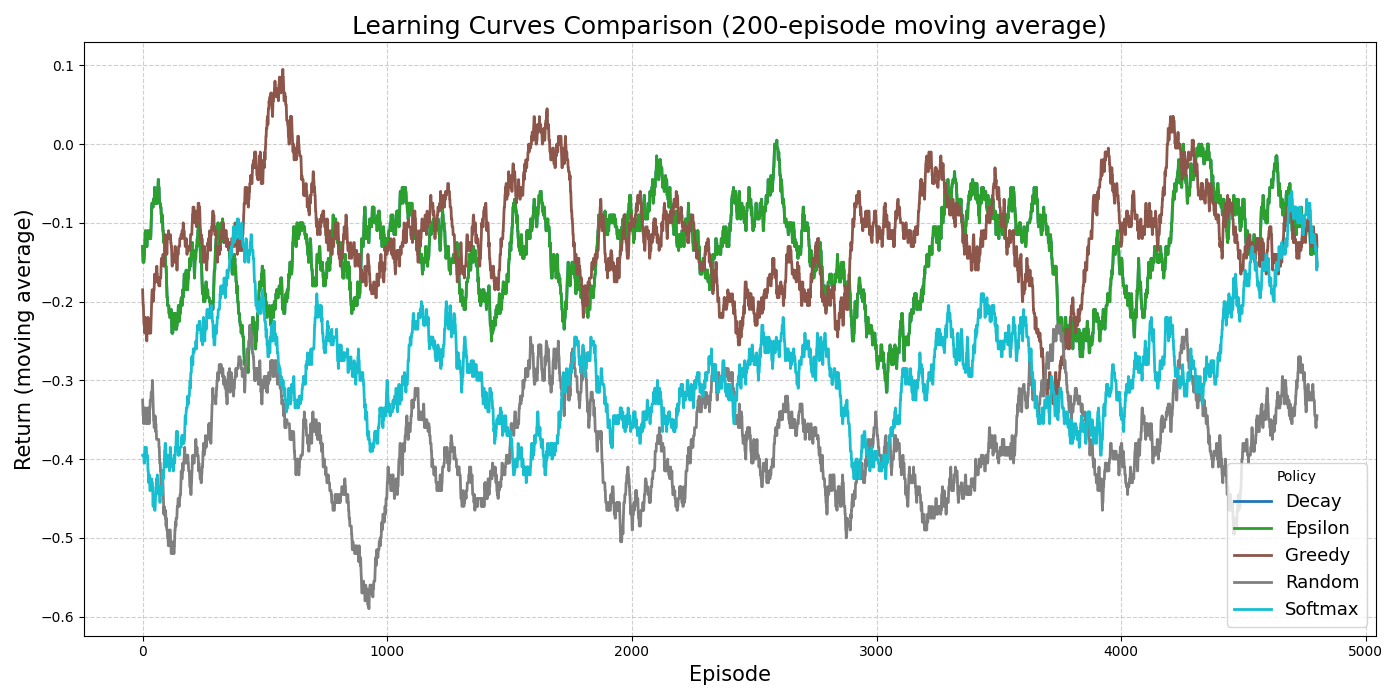 Learning Curves Comparison (200-episode moving average)
Return (moving average)
0.1
0.0
−0.1
−0.2
−0.3
−0.4
−0.5
−0.6
0
1000
2000
3000
4000
5000
Episode
Policy
Decay
Epsilon
Greedy
Random
Softmax